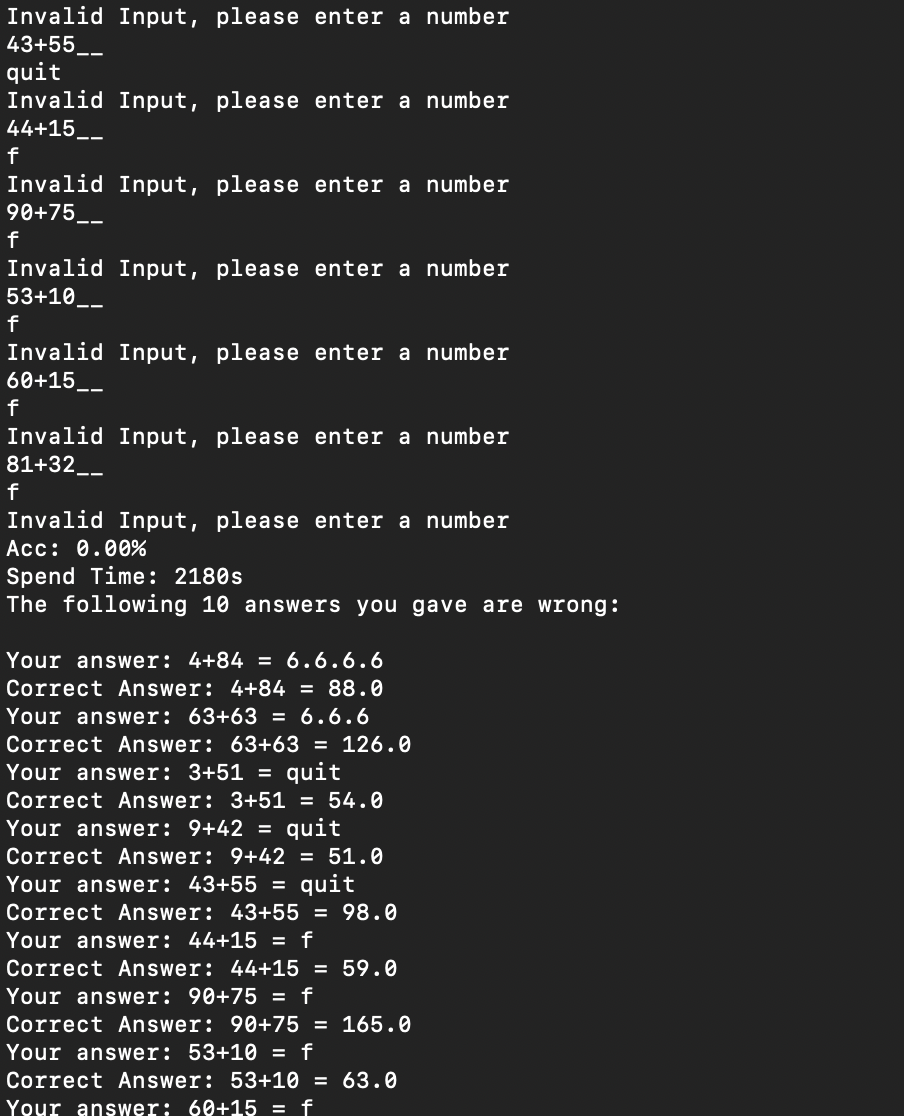 Invalid Input, please enter a number
43+55__
quit
Invalid Input, please enter a number
44+15__
f
Invalid Input, please enter a number
90+75__
f
Invalid Input, please enter a number
53+10__
f
Invalid Input, please enter a number
60+15__
f
Invalid Input, please enter a number
81+32__
f
Invalid Input, please enter a number
Acc: 0.00%
Spend Time: 2180s
The following 10 answers you gave are wrong:

Your answer: 4+84 = 6.6.6.6
Correct Answer: 4+84 = 88.0
Your answer: 63+63 = 6.6.6
Correct Answer: 63+63 = 126.0
Your answer: 3+51 = quit
Correct Answer: 3+51 = 54.0
Your answer: 9+42 = quit
Correct Answer: 9+42 = 51.0
Your answer: 43+55 = quit
Correct Answer: 43+55 = 98.0
Your answer: 44+15 = f
Correct Answer: 44+15 = 59.0
Your answer: 90+75 = f
Correct Answer: 90+75 = 165.0
Your answer: 53+10 = f
Correct Answer: 53+10 = 63.0
Your answer: 60+15 = f